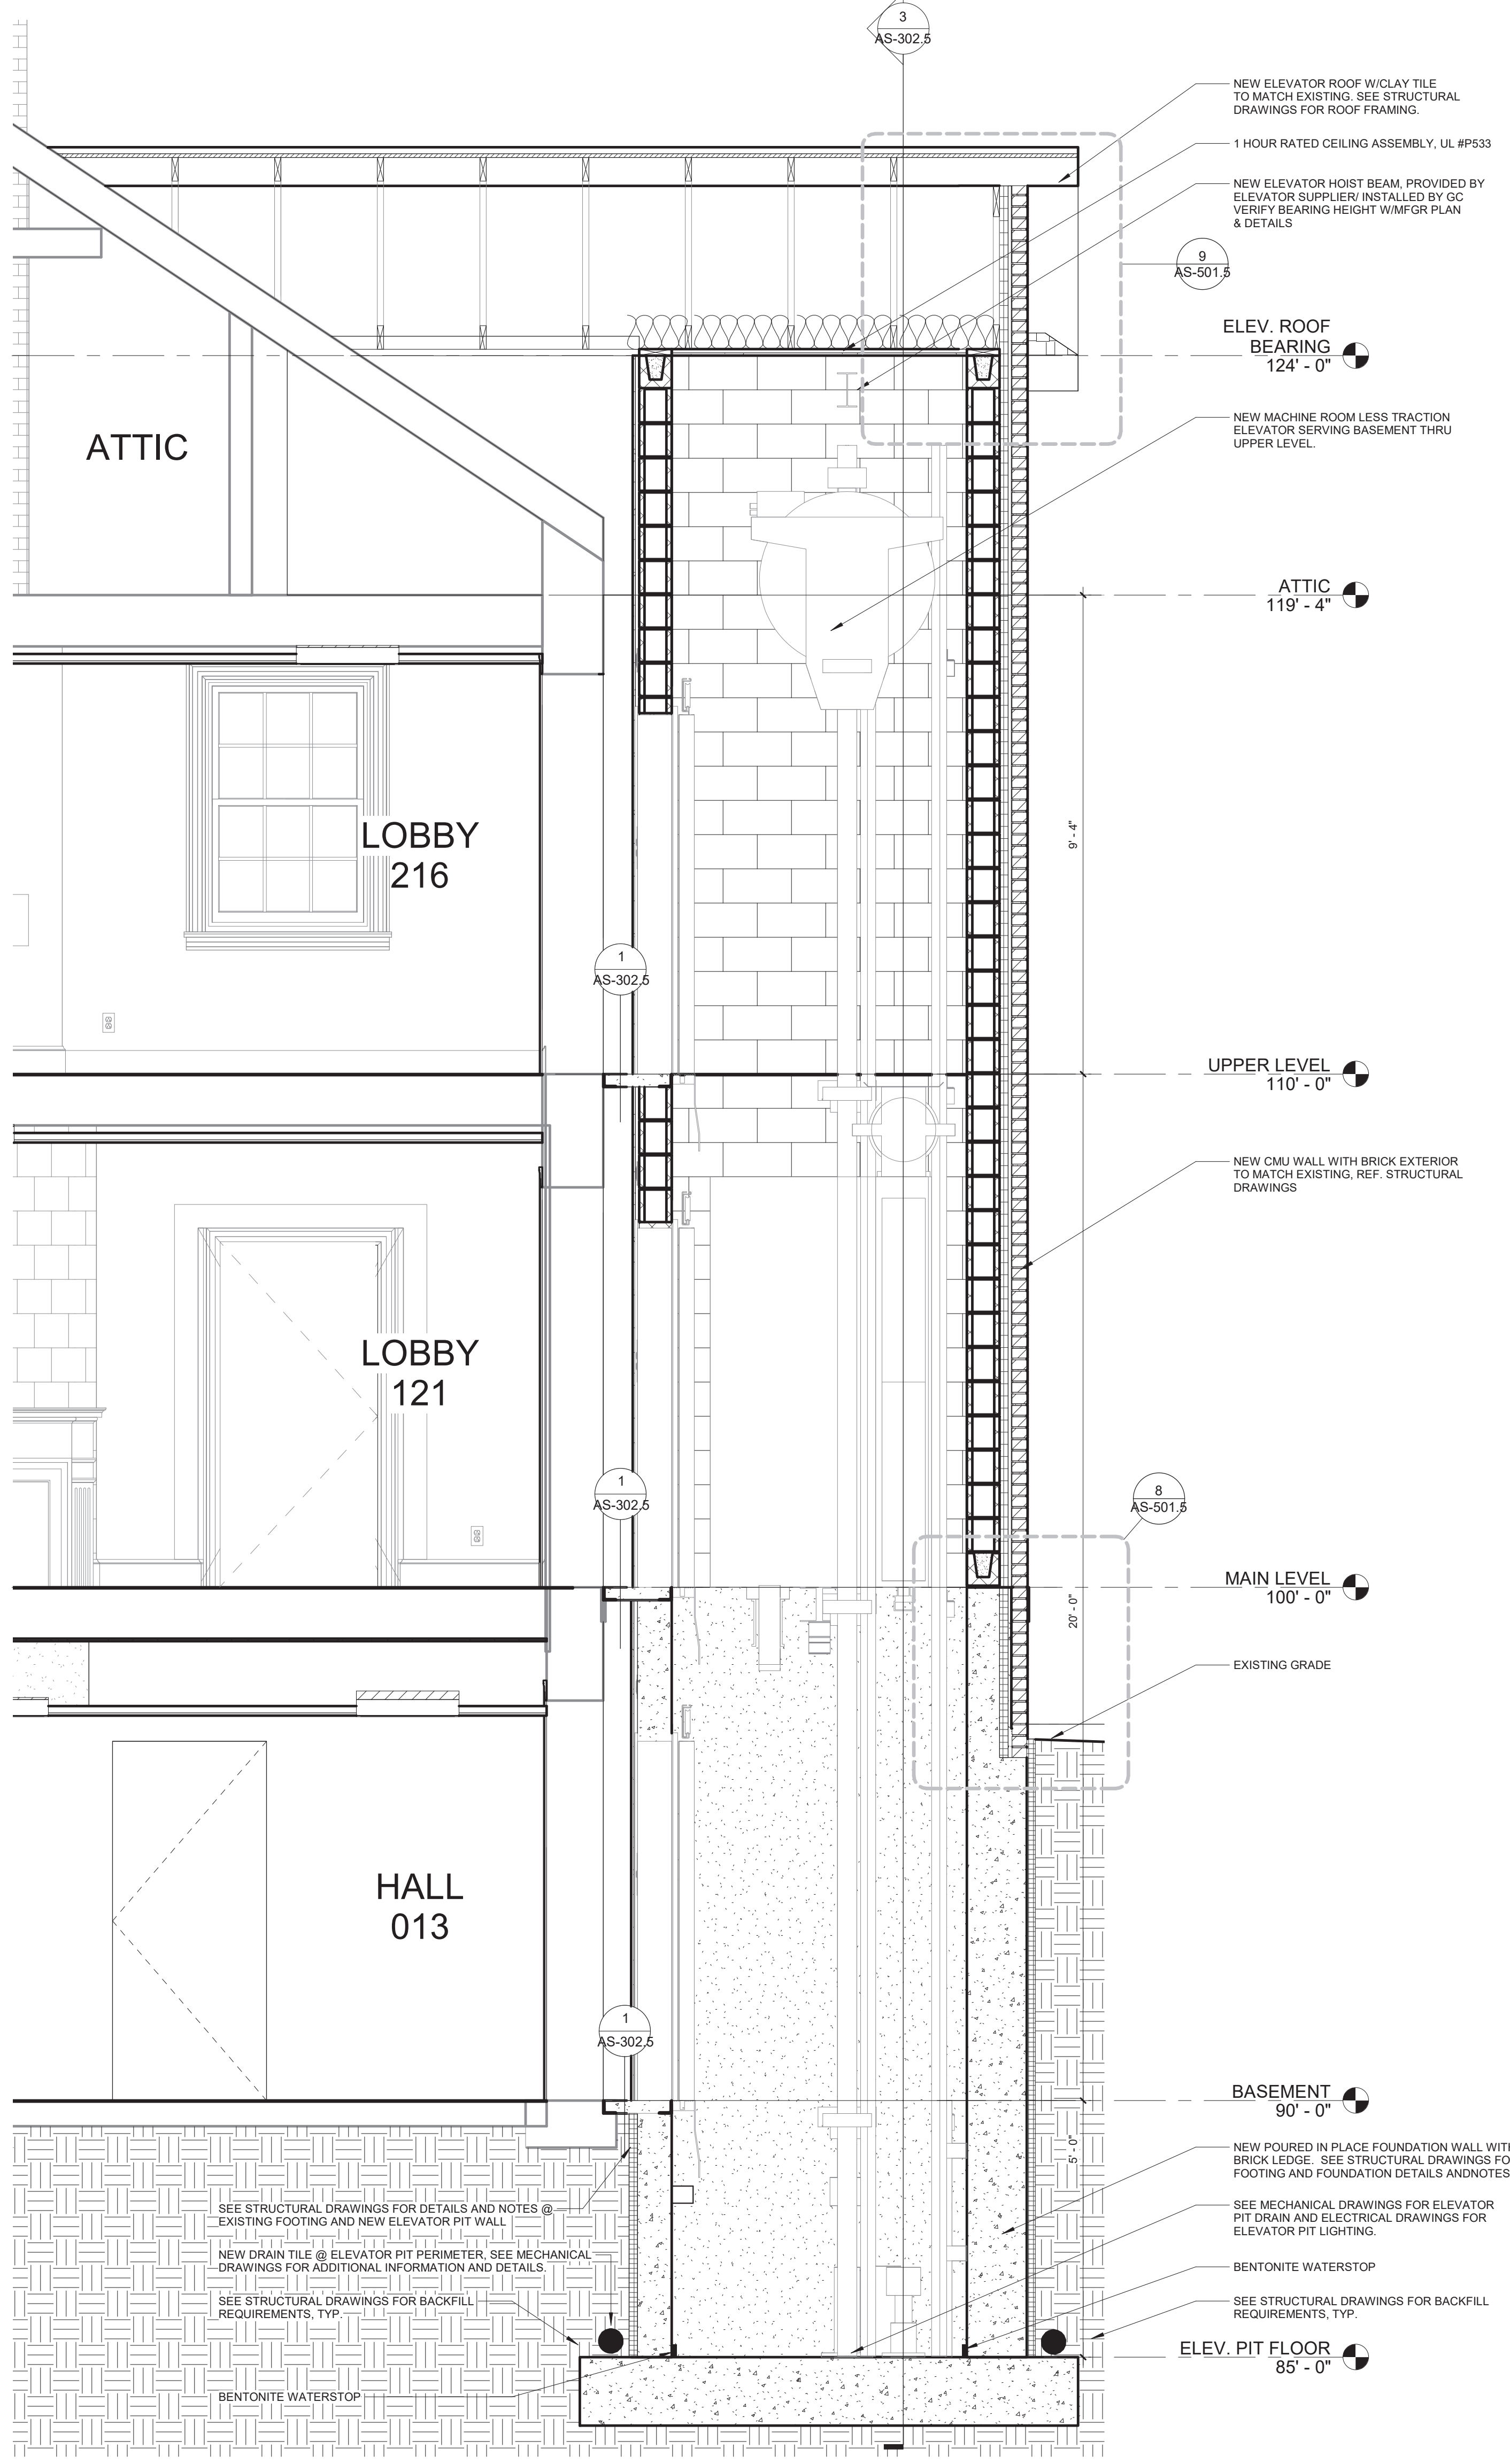 3
AS-302.5
NEW ELEVATOR ROOF W/CLAY TILE
TO MATCH EXISTING. SEE STRUCTURAL
DRAWINGS FOR ROOF FRAMING.
1 HOUR RATED CEILING ASSEMBLY, UL #P533
NEW ELEVATOR HOIST BEAM, PROVIDED BY
ELEVATOR SUPPLIER/ INSTALLED BY GC
VERIFY BEARING HEIGHT W/MFGR PLAN
& DETAILS
9
AS-501.5
ELEV. ROOF
BEARING
124' - 0"
ATTIC
NEW MACHINE ROOM LESS TRACTION
ELEVATOR SERVING BASEMENT THRU
UPPER LEVEL.
ATTIC
119' - 4"
LOBBY
216
9' - 4"
1
AS-302.5
UPPER LEVEL
110' - 0"
NEW CMU WALL WITH BRICK EXTERIOR
TO MATCH EXISTING, REF. STRUCTURAL
DRAWINGS
LOBBY
121
1
AS-302.5
8
AS-501.5
MAIN LEVEL
100' - 0"
20' - 0"
EXISTING GRADE
HALL
013
1
AS-302.5
BASEMENT
90' - 0"
5' - 0"
NEW POURED IN PLACE FOUNDATION WALL WITH
BRICK LEDGE. SEE STRUCTURAL DRAWINGS FO
FOOTING AND FOUNDATION DETAILS ANDNOTES
SEE MECHANICAL DRAWINGS FOR ELEVATOR
PIT DRAIN AND ELECTRICAL DRAWINGS FOR
ELEVATOR PIT LIGHTING.
BENTONITE WATERSTOP
SEE STRUCTURAL DRAWINGS FOR BACKFILL
REQUIREMENTS, TYP.
SEE STRUCTURAL DRAWINGS FOR DETAILS AND NOTES @
EXISTING FOOTING AND NEW ELEVATOR PIT WALL
NEW DRAIN TILE @ ELEVATOR PIT PERIMETER, SEE MECHANICAL
DRAWINGS FOR ADDITIONAL INFORMATION AND DETAILS.
SEE STRUCTURAL DRAWINGS FOR BACKFILL
REQUIREMENTS, TYP.
BENTONITE WATERSTOP
ELEV. PIT FLOOR
85' - 0"